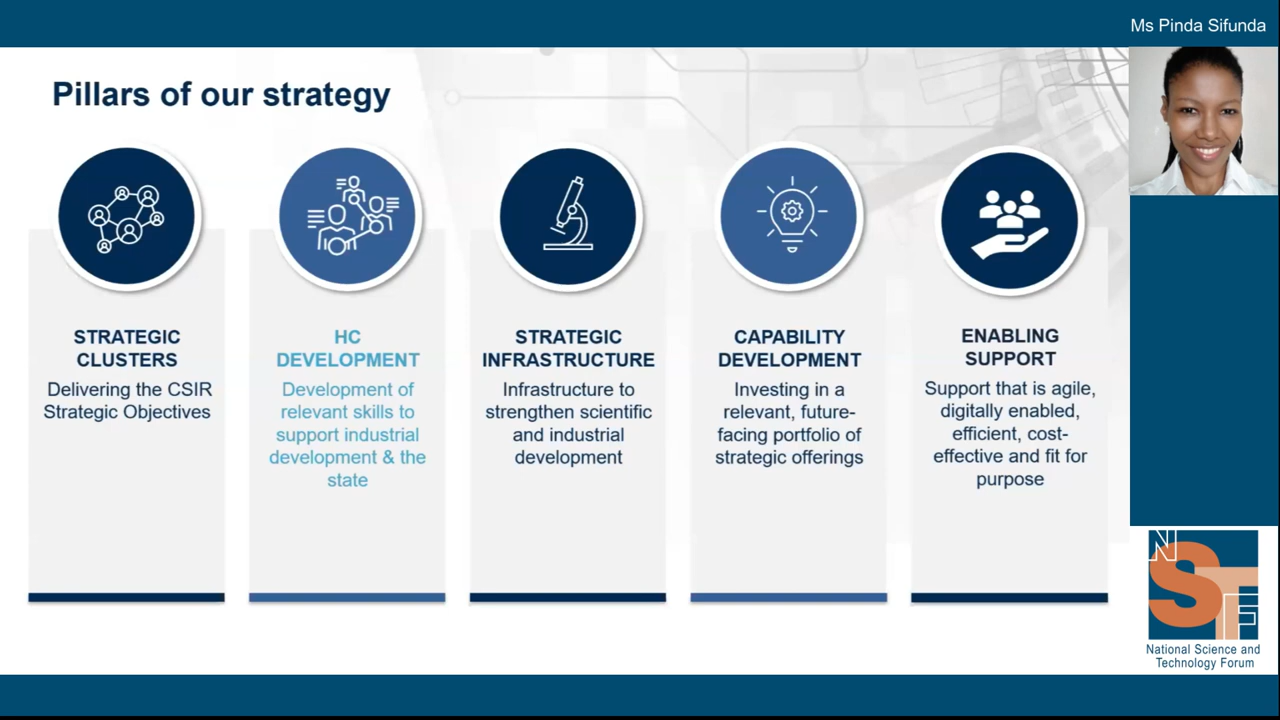 Ms Pinda Sifunda
Pillars of our strategy
STRATEGIC
CLUSTERS
Delivering the CSIR
Strategic Objectives
HC
DEVELOPMENT
Development of
relevant skills to
support industrial
development & the
state
STRATEGIC
INFRASTRUCTURE
Infrastructure to
strengthen scientific
and industrial
development
CAPABILITY
DEVELOPMENT
Investing in a
relevant, future-
facing portfolio of
strategic offerings
ENABLING
SUPPORT
Support that is agile,
digitally enabled,
efficient, cost-
effective and fit for
purpose
NSTF
National Science and
Technology Forum